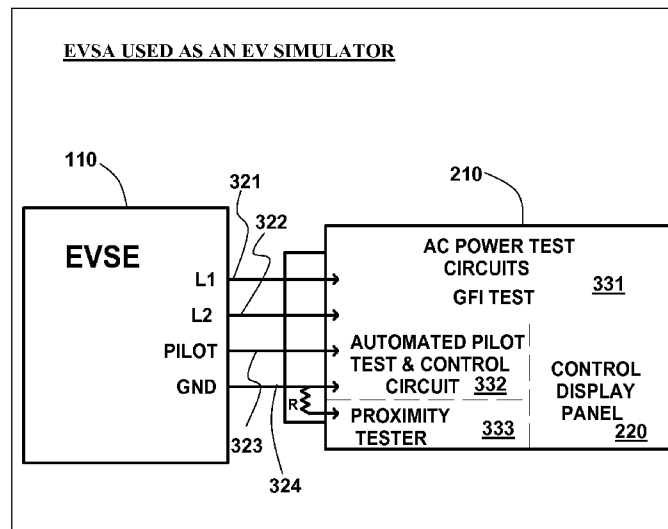 EVSA USED AS AN EV SIMULATOR
110
321
322
210
EVSE
L1
L2
PILOT
GND
323
324
R
AC POWER TEST
CIRCUITS
GFI TEST
331
AUTOMATED PILOT
TEST & CONTROL
CIRCUIT 332
PROXIMITY
TESTER 333
CONTROL
DISPLAY
PANEL
220